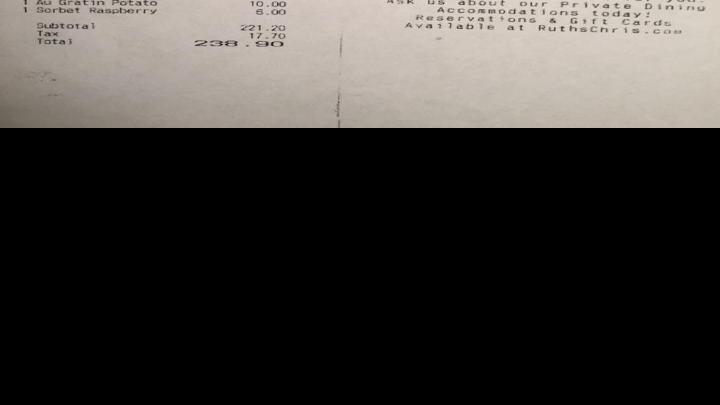 1 Au Gratin Potato 10.00
1 Sorbet Raspberry 6.00
Subtotal 221.20
Tax 17.70
Total 238.90
Ask us about our Private Dining
Accommodations today!
Reservations & Gift Cards
Available at RuthsChris.com